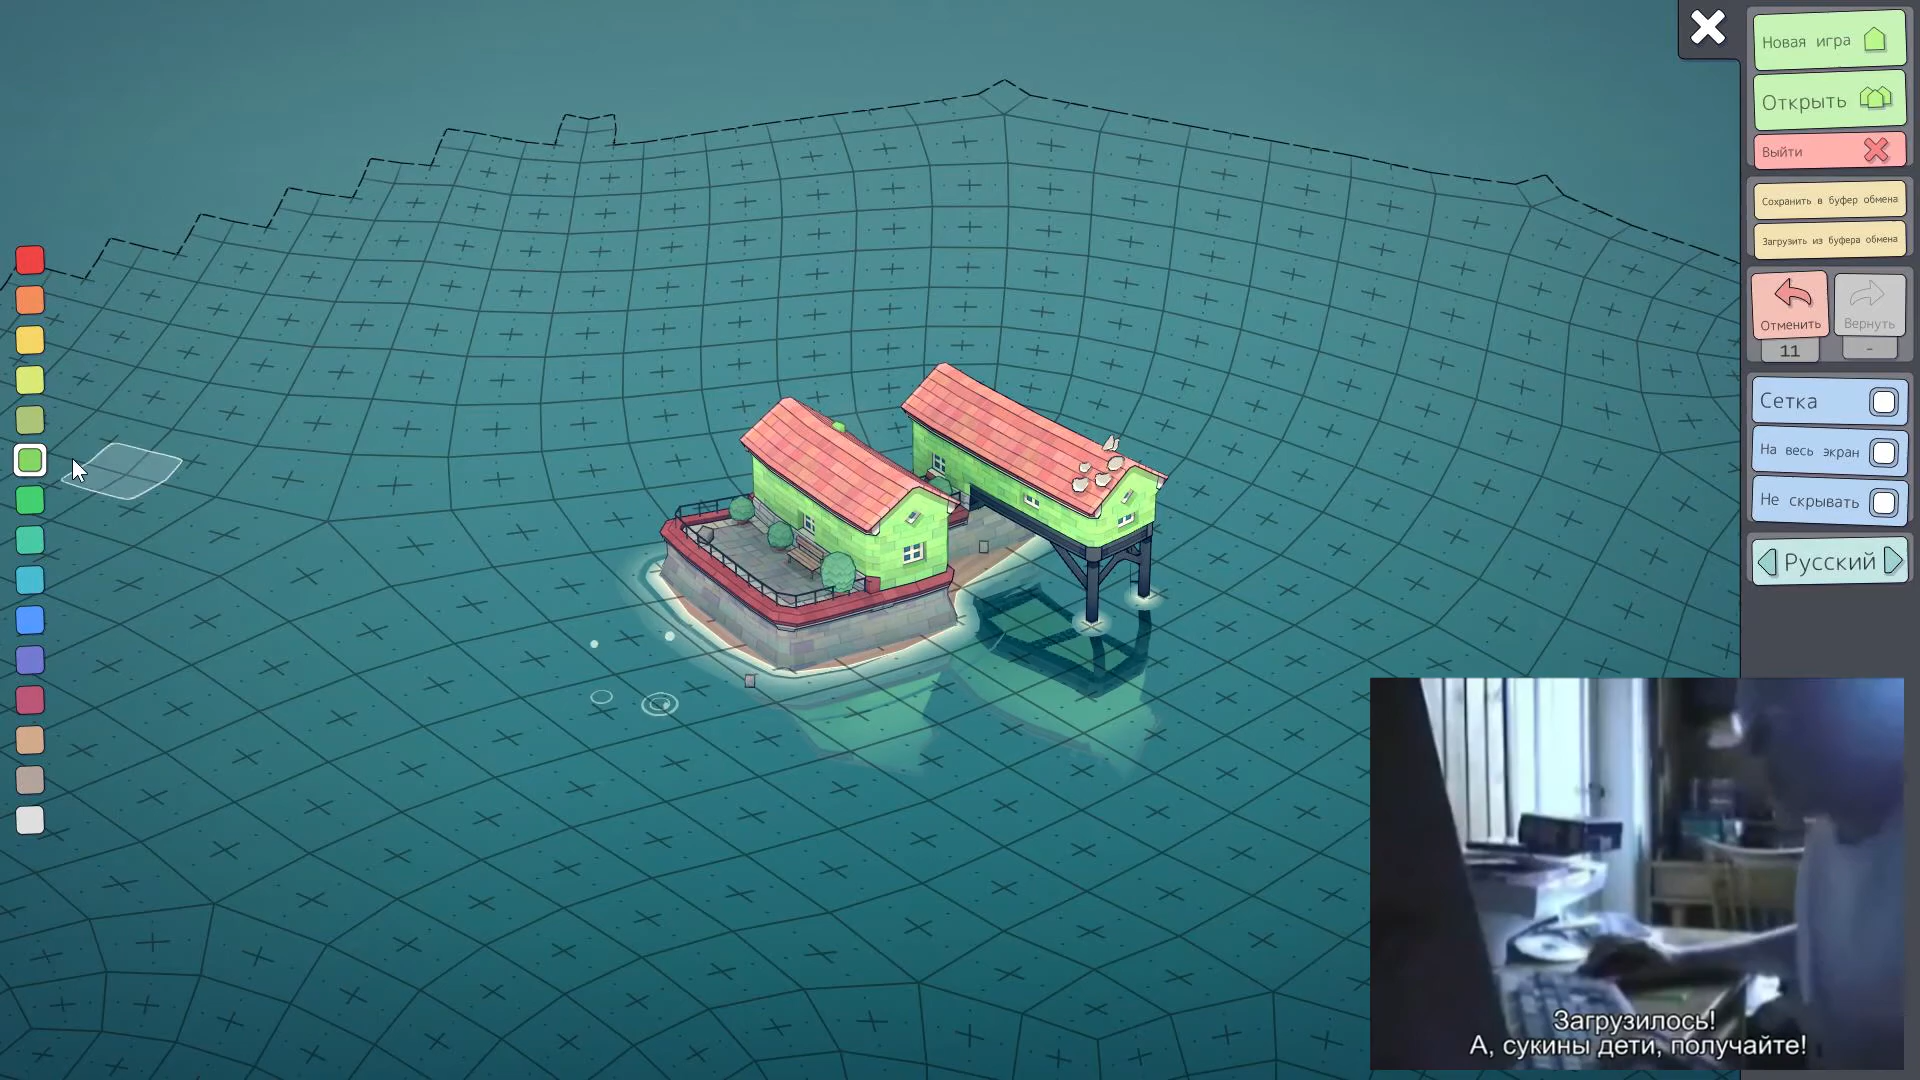 Новая игра
Открыть
Выйти
Сохранить в буфер обмена
Загрузить из буфера обмена
Отменить
Вернуть
11
-
Сетка
На весь экран
Не скрывать
Русский
Загрузилось!
А, сукины дети, получайте!